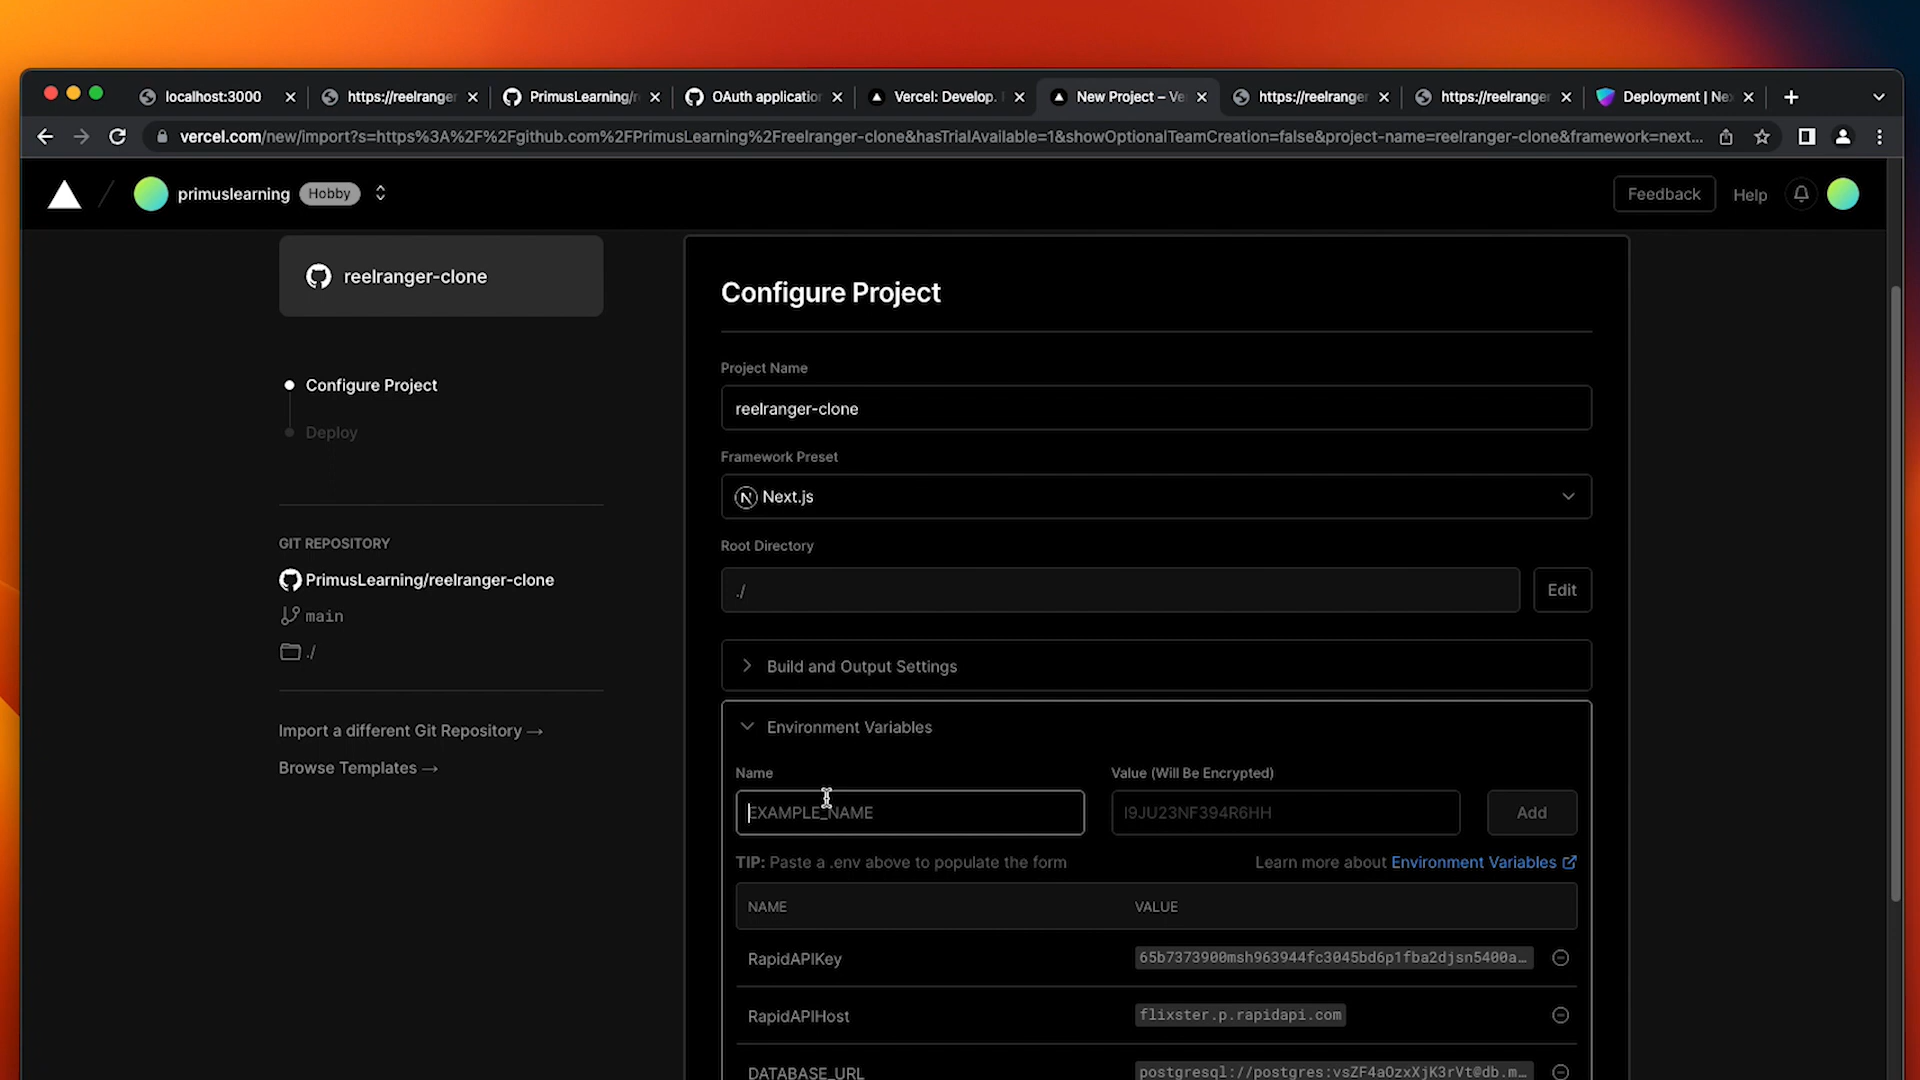 localhost:3000
https://reelranger
PrimusLearning/r
OAuth applicatio
Vercel: Develop.
New Project – Ve
https://reelranger
https://reelranger
Deployment | Nex
vercel.com/new/import?s=https%3A%2F%2Fgithub.com%2FPrimusLearning%2Freelranger-clone&hasTrialAvailable=1&showOptionalTeamCreation=false&project-name=reelranger-clone&framework=next...
primuslearning
Hobby
Feedback
Help
reelranger-clone
Configure Project
Deploy
GIT REPOSITORY
PrimusLearning/reelranger-clone
main
./
Import a different Git Repository →
Browse Templates →
Configure Project
Project Name
reelranger-clone
Framework Preset
Next.js
Root Directory
./
Edit
Build and Output Settings
Environment Variables
Name
Value (Will Be Encrypted)
EXAMPLE_NAME
I9JU23NF394R6HH
Add
TIP: Paste a .env above to populate the form
Learn more about Environment Variables
NAME
VALUE
RapidAPIKey
65b7373900msh963944fc3045bd6p1fba2djsn5400a…
RapidAPIHost
flixster.p.rapidapi.com
DATABASE_URL
postgresql://postgres:vsZF4aOzxXjK3rVt@db.m…